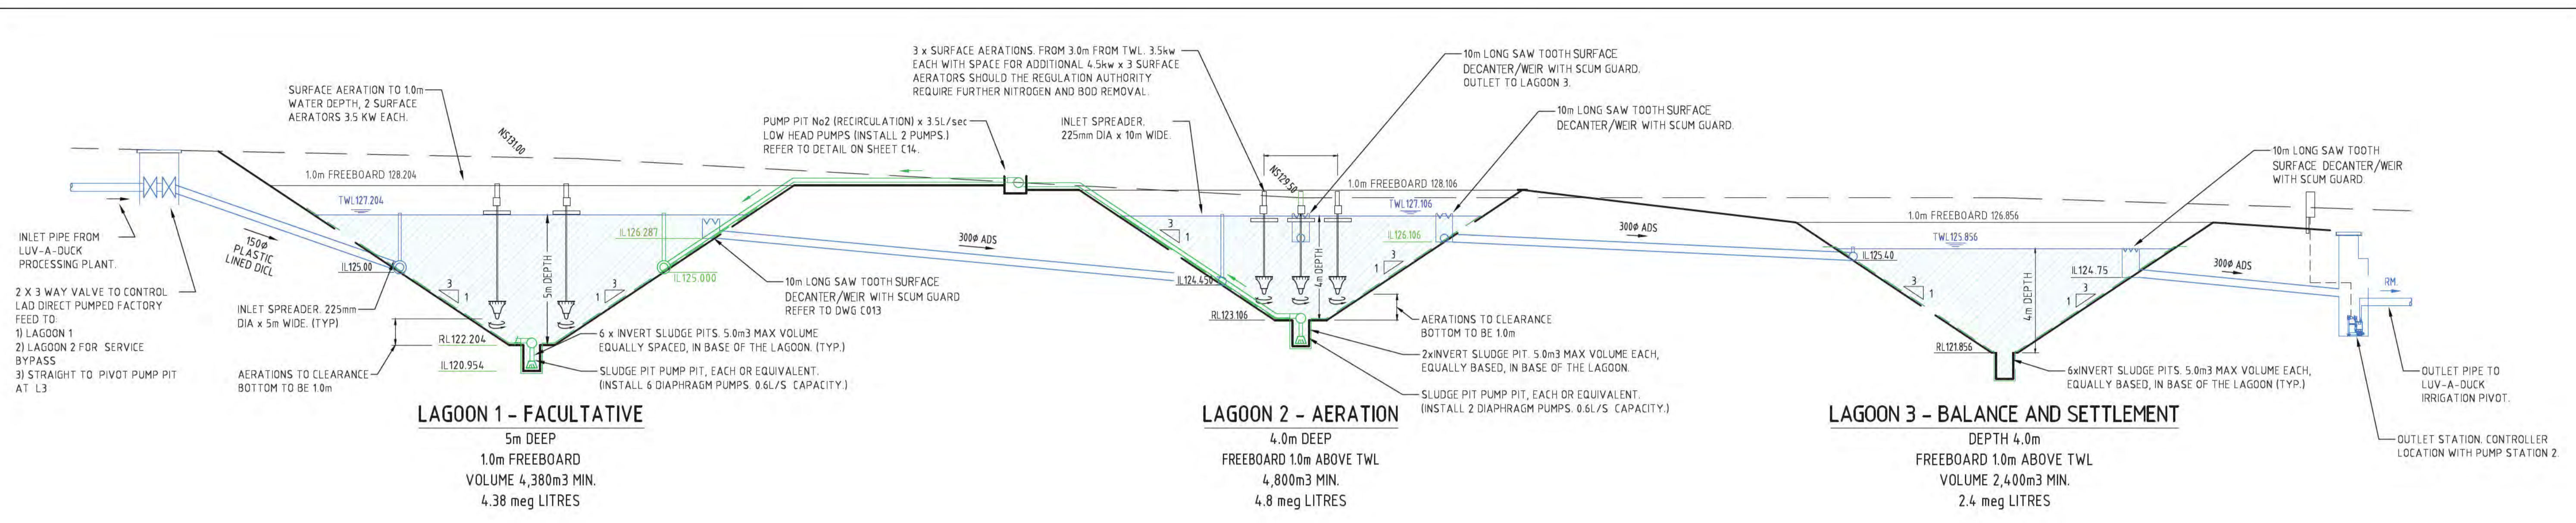 SURFACE AERATION TO 1.0m
WATER DEPTH, 2 SURFACE
AERATORS 3.5 KW EACH.
NS131.00
1.0m FREEBOARD 128.204
TWL127.204
INLET PIPE FROM
LUV-A-DUCK
PROCESSING PLANT.
150Ø
PLASTIC
LINED DICL
2 X 3 WAY VALVE TO CONTROL
LAD DIRECT PUMPED FACTORY
FEED TO:
1) LAGOON 1
2) LAGOON 2 FOR SERVICE
BYPASS
3) STRAIGHT TO PIVOT PUMP PIT
AT L3
IL125.00
INLET SPREADER. 225mm
DIA x 5m WIDE. (TYP)
AERATIONS TO CLEARANCE
BOTTOM TO BE 1.0m
3
1
5m DEPTH
3
1
RL122.204
IL120.954
IL126.287
IL125.000
6 x INVERT SLUDGE PITS. 5.0m3 MAX VOLUME
EQUALLY SPACED, IN BASE OF THE LAGOON. (TYP.)
SLUDGE PIT PUMP PIT, EACH OR EQUIVALENT.
(INSTALL 6 DIAPHRAGM PUMPS. 0.6L/S CAPACITY.)
10m LONG SAW TOOTH SURFACE
DECANTER/WEIR WITH SCUM GUARD
REFER TO DWG C013
LAGOON 1 - FACULTATIVE
5m DEEP
1.0m FREEBOARD
VOLUME 4,380m3 MIN.
4.38 meg LITRES
PUMP PIT No2 (RECIRCULATION) x 3.5L/sec
LOW HEAD PUMPS (INSTALL 2 PUMPS.)
REFER TO DETAIL ON SHEET C14.
300Ø ADS
3 x SURFACE AERATIONS. FROM 3.0m FROM TWL. 3.5kw
EACH WITH SPACE FOR ADDITIONAL 4.5kw x 3 SURFACE
AERATORS SHOULD THE REGULATION AUTHORITY
REQUIRE FURTHER NITROGEN AND BOD REMOVAL.
INLET SPREADER.
225mm DIA x 10m WIDE.
10m LONG SAW TOOTH SURFACE
DECANTER/WEIR WITH SCUM GUARD.
OUTLET TO LAGOON 3.
10m LONG SAW TOOTH SURFACE
DECANTER/WEIR WITH SCUM GUARD.
NS129.50
1.0m FREEBOARD 128.106
TWL127.106
IL126.106
3
1
4m DEPTH
3
1
IL124.450
RL123.106
AERATIONS TO CLEARANCE
BOTTOM TO BE 1.0m
2xINVERT SLUDGE PIT. 5.0m3 MAX VOLUME EACH,
EQUALLY BASED, IN BASE OF THE LAGOON.
SLUDGE PIT PUMP PIT, EACH OR EQUIVALENT.
(INSTALL 2 DIAPHRAGM PUMPS. 0.6L/S CAPACITY.)
LAGOON 2 - AERATION
4.0m DEEP
FREEBOARD 1.0m ABOVE TWL
4,800m3 MIN.
4.8 meg LITRES
300Ø ADS
10m LONG SAW TOOTH
SURFACE DECANTER/WEIR
WITH SCUM GUARD.
1.0m FREEBOARD 126.856
TWL125.856
IL125.40
IL124.75
3
1
4m DEPTH
3
1
RL121.856
300Ø ADS
RM.
6xINVERT SLUDGE PITS. 5.0m3 MAX VOLUME EACH,
EQUALLY BASED, IN BASE OF THE LAGOON (TYP.)
OUTLET PIPE TO
LUV-A-DUCK
IRRIGATION PIVOT.
OUTLET STATION. CONTROLLER
LOCATION WITH PUMP STATION 2.
LAGOON 3 - BALANCE AND SETTLEMENT
DEPTH 4.0m
FREEBOARD 1.0m ABOVE TWL
VOLUME 2,400m3 MIN.
2.4 meg LITRES